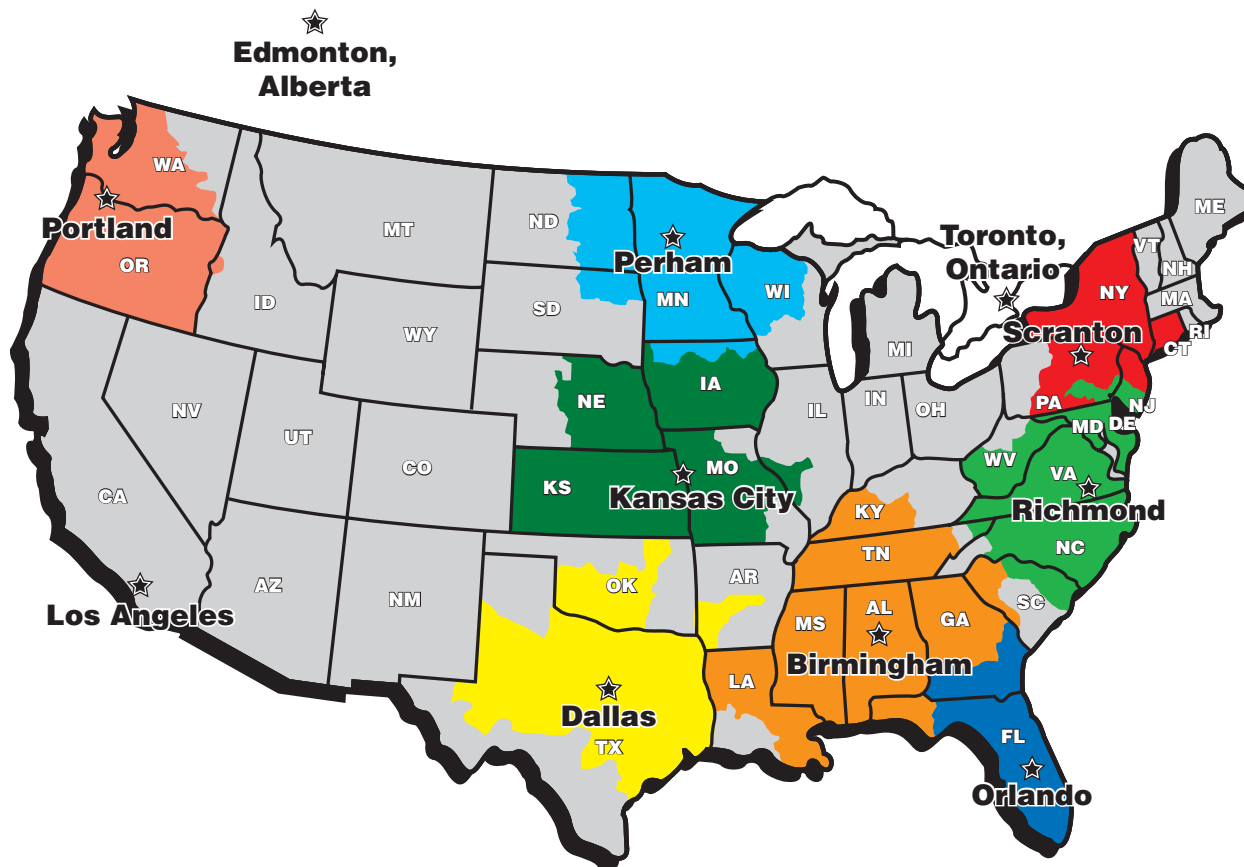 Edmonton,
Alberta
WA
Portland
OR
MT
ID
WY
ND
SD
Perham
MN
WI
Toronto,
Ontario
ME
VT
NH
NY
MA
Scranton
RI
CT
MI
PA
NJ
NV
UT
CO
CA
NE
IA
IL
IN
OH
MD
DE
WV
VA
KS
MO
Kansas City
Richmond
KY
TN
NC
Los Angeles
AZ
NM
OK
AR
SC
MS
AL
GA
Birmingham
LA
Dallas
TX
FL
Orlando